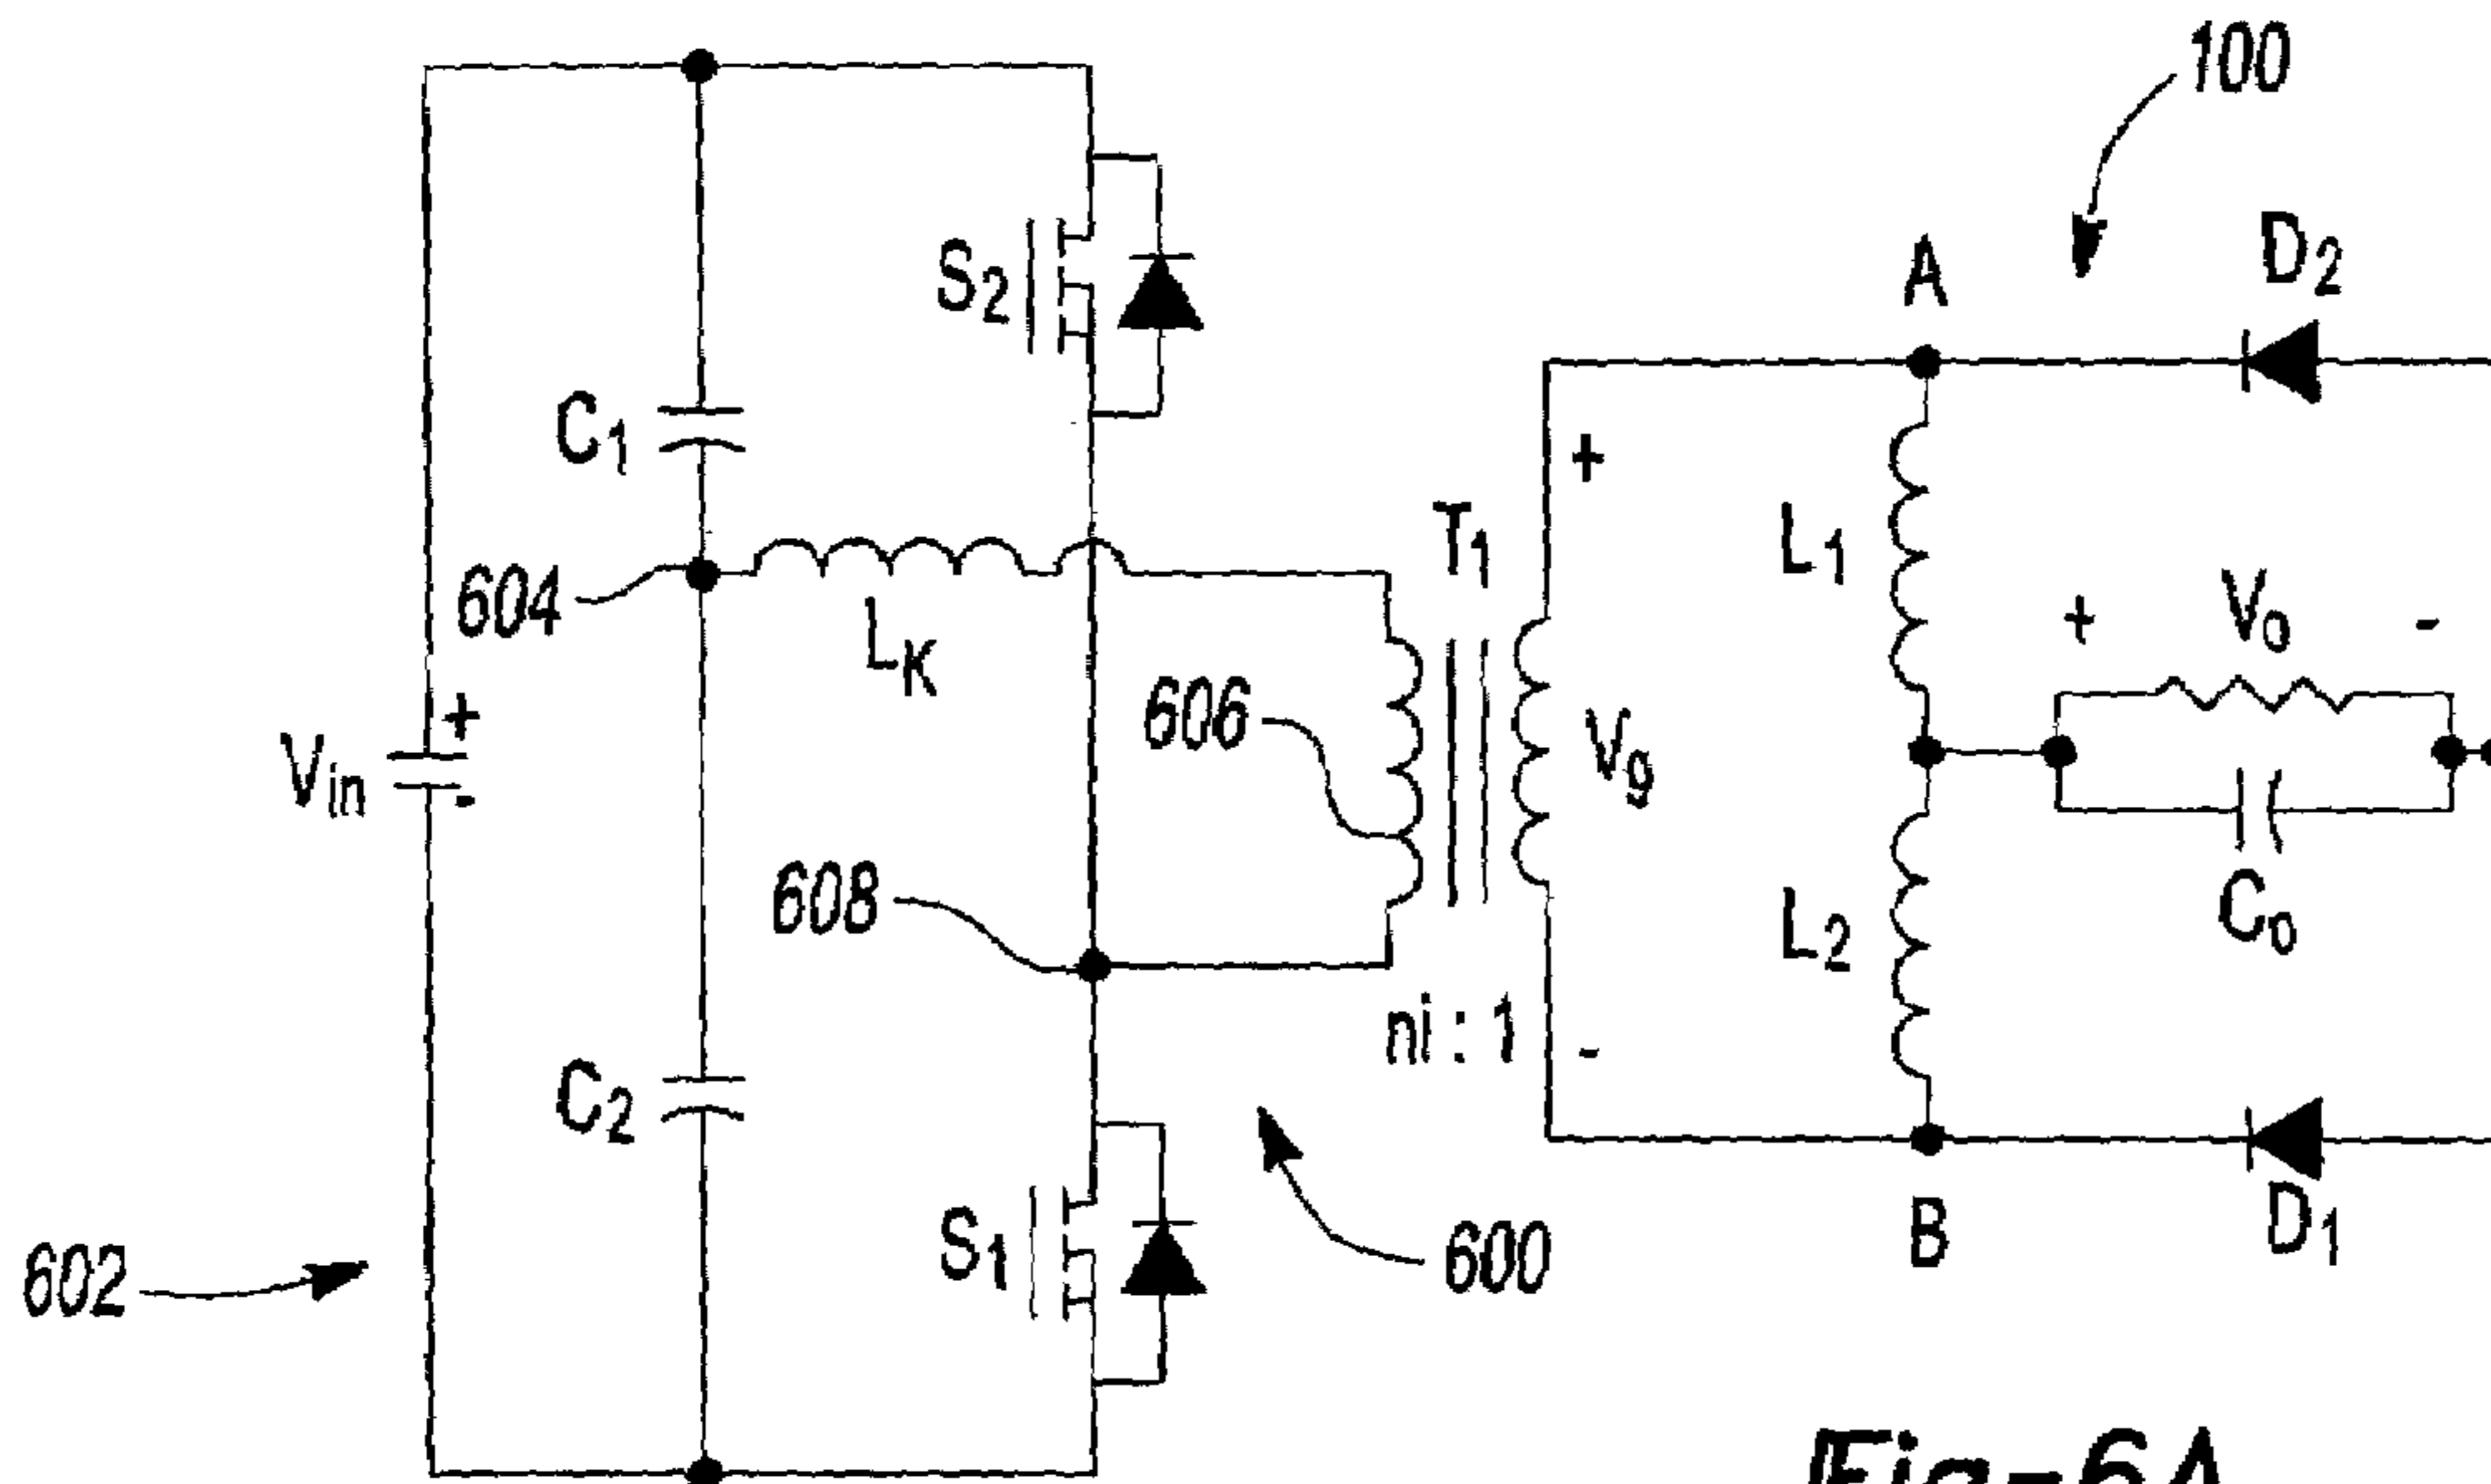 100
D2
A
S2
C1
+
T1
L1
604
LK
+ Vo -
606
+
Vin
-
Vg
608
L2
Co
ni : 1
-
C2
S1
B
D1
600
602
Fig-6A